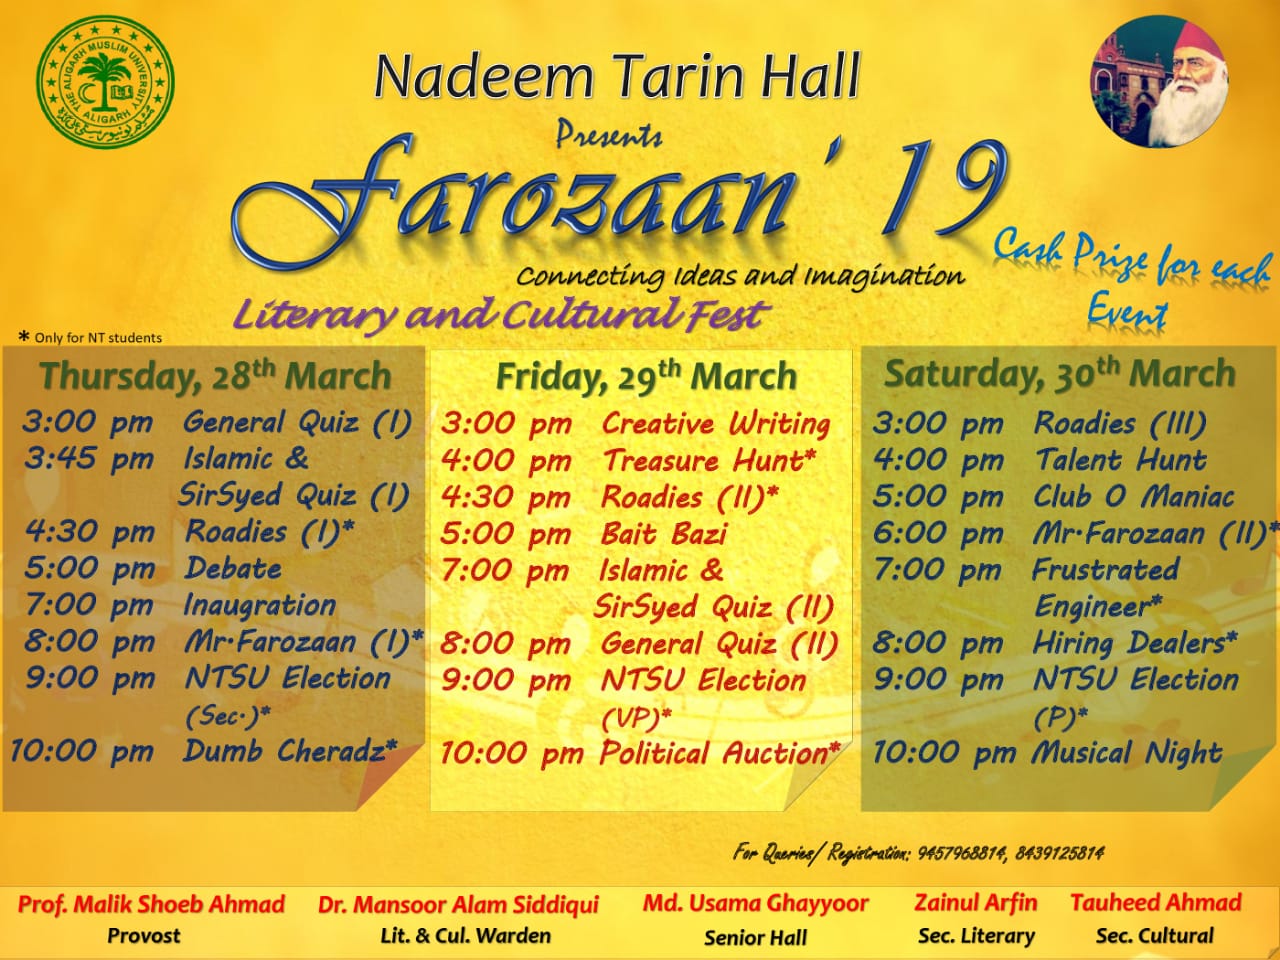 THE ALIGARH MUSLIM UNIVERSITY
ALIGARH
Nadeem Tarin Hall
Presents
Farozaan' 19
Connecting Ideas and Imagination
Cash Prize for each
Event
Literary and Cultural Fest
* Only for NT students
Thursday, 28th March
3:00 pm General Quiz (I)
3:45 pm Islamic &
SirSyed Quiz (I)
4:30 pm Roadies (I)*
5:00 pm Debate
7:00 pm Inaugration
8:00 pm Mr.Farozaan (I)*
9:00 pm NTSU Election
(Sec.)*
10:00 pm Dumb Cheradz*
Friday, 29th March
3:00 pm Creative Writing
4:00 pm Treasure Hunt*
4:30 pm Roadies (II)*
5:00 pm Bait Bazi
7:00 pm Islamic &
SirSyed Quiz (II)
8:00 pm General Quiz (II)
9:00 pm NTSU Election
(VP)*
10:00 pm Political Auction*
Saturday, 30th March
3:00 pm Roadies (III)
4:00 pm Talent Hunt
5:00 pm Club O Maniac
6:00 pm Mr.Farozaan (II)*
7:00 pm Frustrated
Engineer*
8:00 pm Hiring Dealers*
9:00 pm NTSU Election
(P)*
10:00 pm Musical Night
For Queries/ Registration: 9457968814, 8439125814
Prof. Malik Shoeb Ahmad
Provost
Dr. Mansoor Alam Siddiqui
Lit. & Cul. Warden
Md. Usama Ghayyoor
Senior Hall
Zainul Arfin
Sec. Literary
Tauheed Ahmad
Sec. Cultural